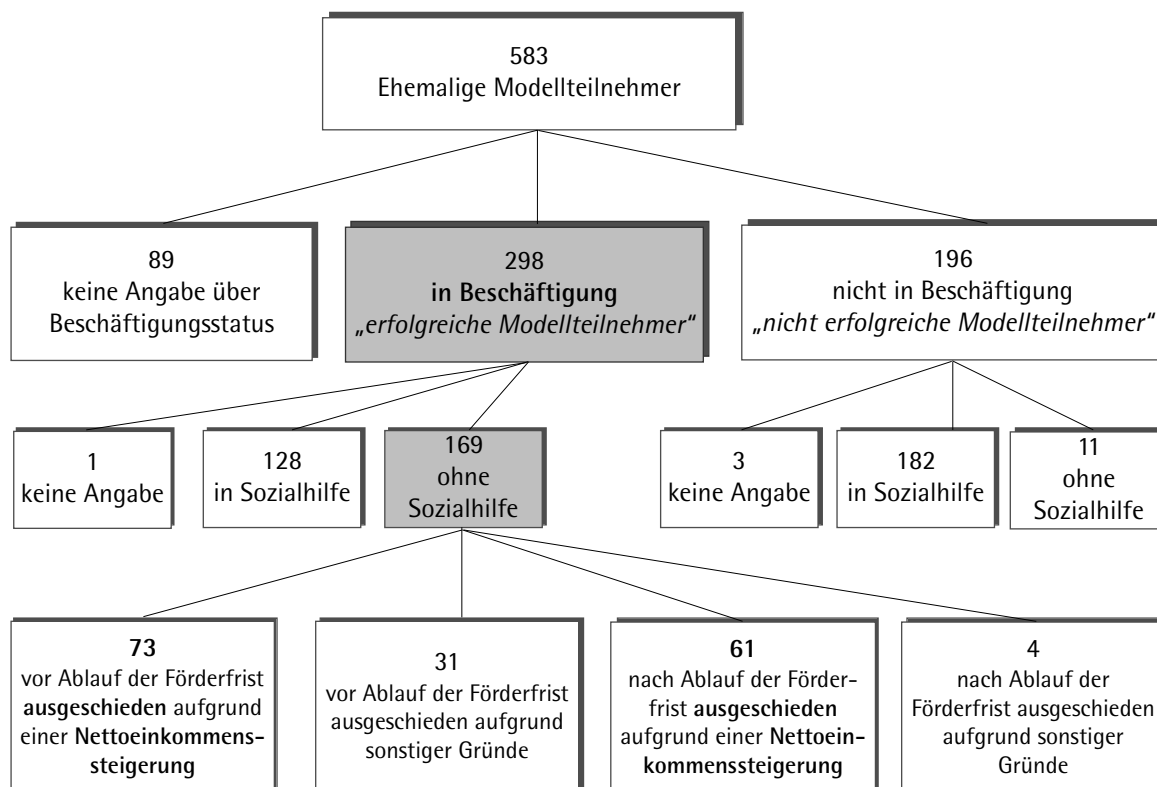 583
Ehemalige Modellteilnehmer
89
keine Angabe über
Beschäftigungsstatus
298
in Beschäftigung
„erfolgreiche Modellteilnehmer“
196
nicht in Beschäftigung
„nicht erfolgreiche Modellteilnehmer“
1
keine Angabe
128
in Sozialhilfe
169
ohne
Sozialhilfe
3
keine Angabe
182
in Sozialhilfe
11
ohne
Sozialhilfe
73
vor Ablauf der Förderfrist
ausgeschieden aufgrund
einer Nettoeinkommens-
steigerung
31
vor Ablauf der Förderfrist
ausgeschieden aufgrund
sonstiger Gründe
61
nach Ablauf der Förder-
frist ausgeschieden
aufgrund einer Nettoein-
kommenssteigerung
4
nach Ablauf der
Förderfrist ausgeschieden
aufgrund sonstiger
Gründe